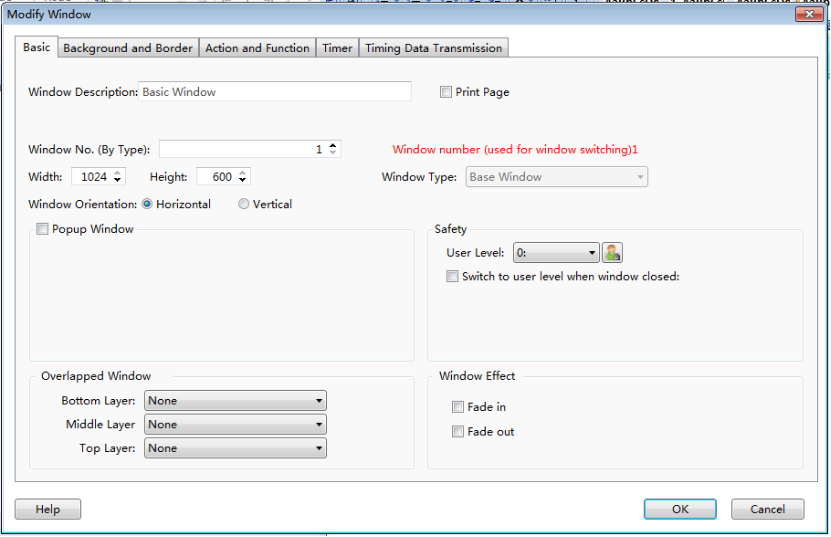 Modify Window
Basic
Background and Border
Action and Function
Timer
Timing Data Transmission
Window Description: Basic Window
Print Page
Window No. (By Type): 1
Window number (used for window switching)1
Width: 1024 Height: 600
Window Type: Base Window
Window Orientation: Horizontal Vertical
Popup Window
Safety
User Level: 0:
Switch to user level when window closed:
Overlapped Window
Bottom Layer: None
Middle Layer None
Top Layer: None
Window Effect
Fade in
Fade out
Help
OK
Cancel